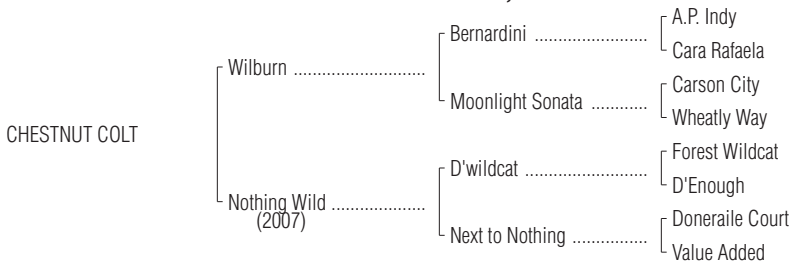 A.P. Indy
Bernardini ........................
Cara Rafaela
Wilburn ............................
Carson City
Moonlight Sonata ............
Wheatly Way
CHESTNUT COLT
Forest Wildcat
D'wildcat ..........................
D'Enough
Nothing Wild ....................
(2007)
Doneraile Court
Next to Nothing ................
Value Added